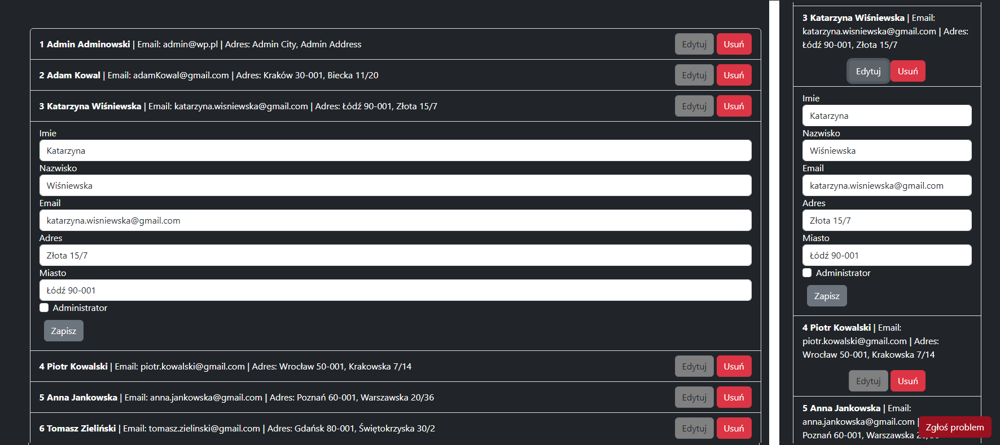 1 Admin Adminowski | Email: admin@wp.pl | Adres: Admin City, Admin Address Edytuj Usuń
2 Adam Kowal | Email: adamKowal@gmail.com | Adres: Kraków 30-001, Biecka 11/20 Edytuj Usuń
3 Katarzyna Wiśniewska | Email: katarzyna.wisniewska@gmail.com | Adres: Łódź 90-001, Złota 15/7 Edytuj Usuń
Imie
Katarzyna
Nazwisko
Wiśniewska
Email
katarzyna.wisniewska@gmail.com
Adres
Złota 15/7
Miasto
Łódź 90-001
Administrator
Zapisz
4 Piotr Kowalski | Email: piotr.kowalski@gmail.com | Adres: Wrocław 50-001, Krakowska 7/14 Edytuj Usuń
5 Anna Jankowska | Email: anna.jankowska@gmail.com | Adres: Poznań 60-001, Warszawska 20/36 Edytuj Usuń
6 Tomasz Zieliński | Email: tomasz.zielinski@gmail.com | Adres: Gdańsk 80-001, Świętokrzyska 30/2 Edytuj Usuń
3 Katarzyna Wiśniewska | Email:
katarzyna.wisniewska@gmail.com | Adres:
Łódź 90-001, Złota 15/7
Edytuj Usuń
Imie
Katarzyna
Nazwisko
Wiśniewska
Email
katarzyna.wisniewska@gmail.com
Adres
Złota 15/7
Miasto
Łódź 90-001
Administrator
Zapisz
4 Piotr Kowalski | Email:
piotr.kowalski@gmail.com | Adres:
Wrocław 50-001, Krakowska 7/14
Edytuj Usuń
5 Anna Jankowska | Email:
anna.jankowska@gmail.com |
Poznań 60-001, Warszawska
Zgłoś problem